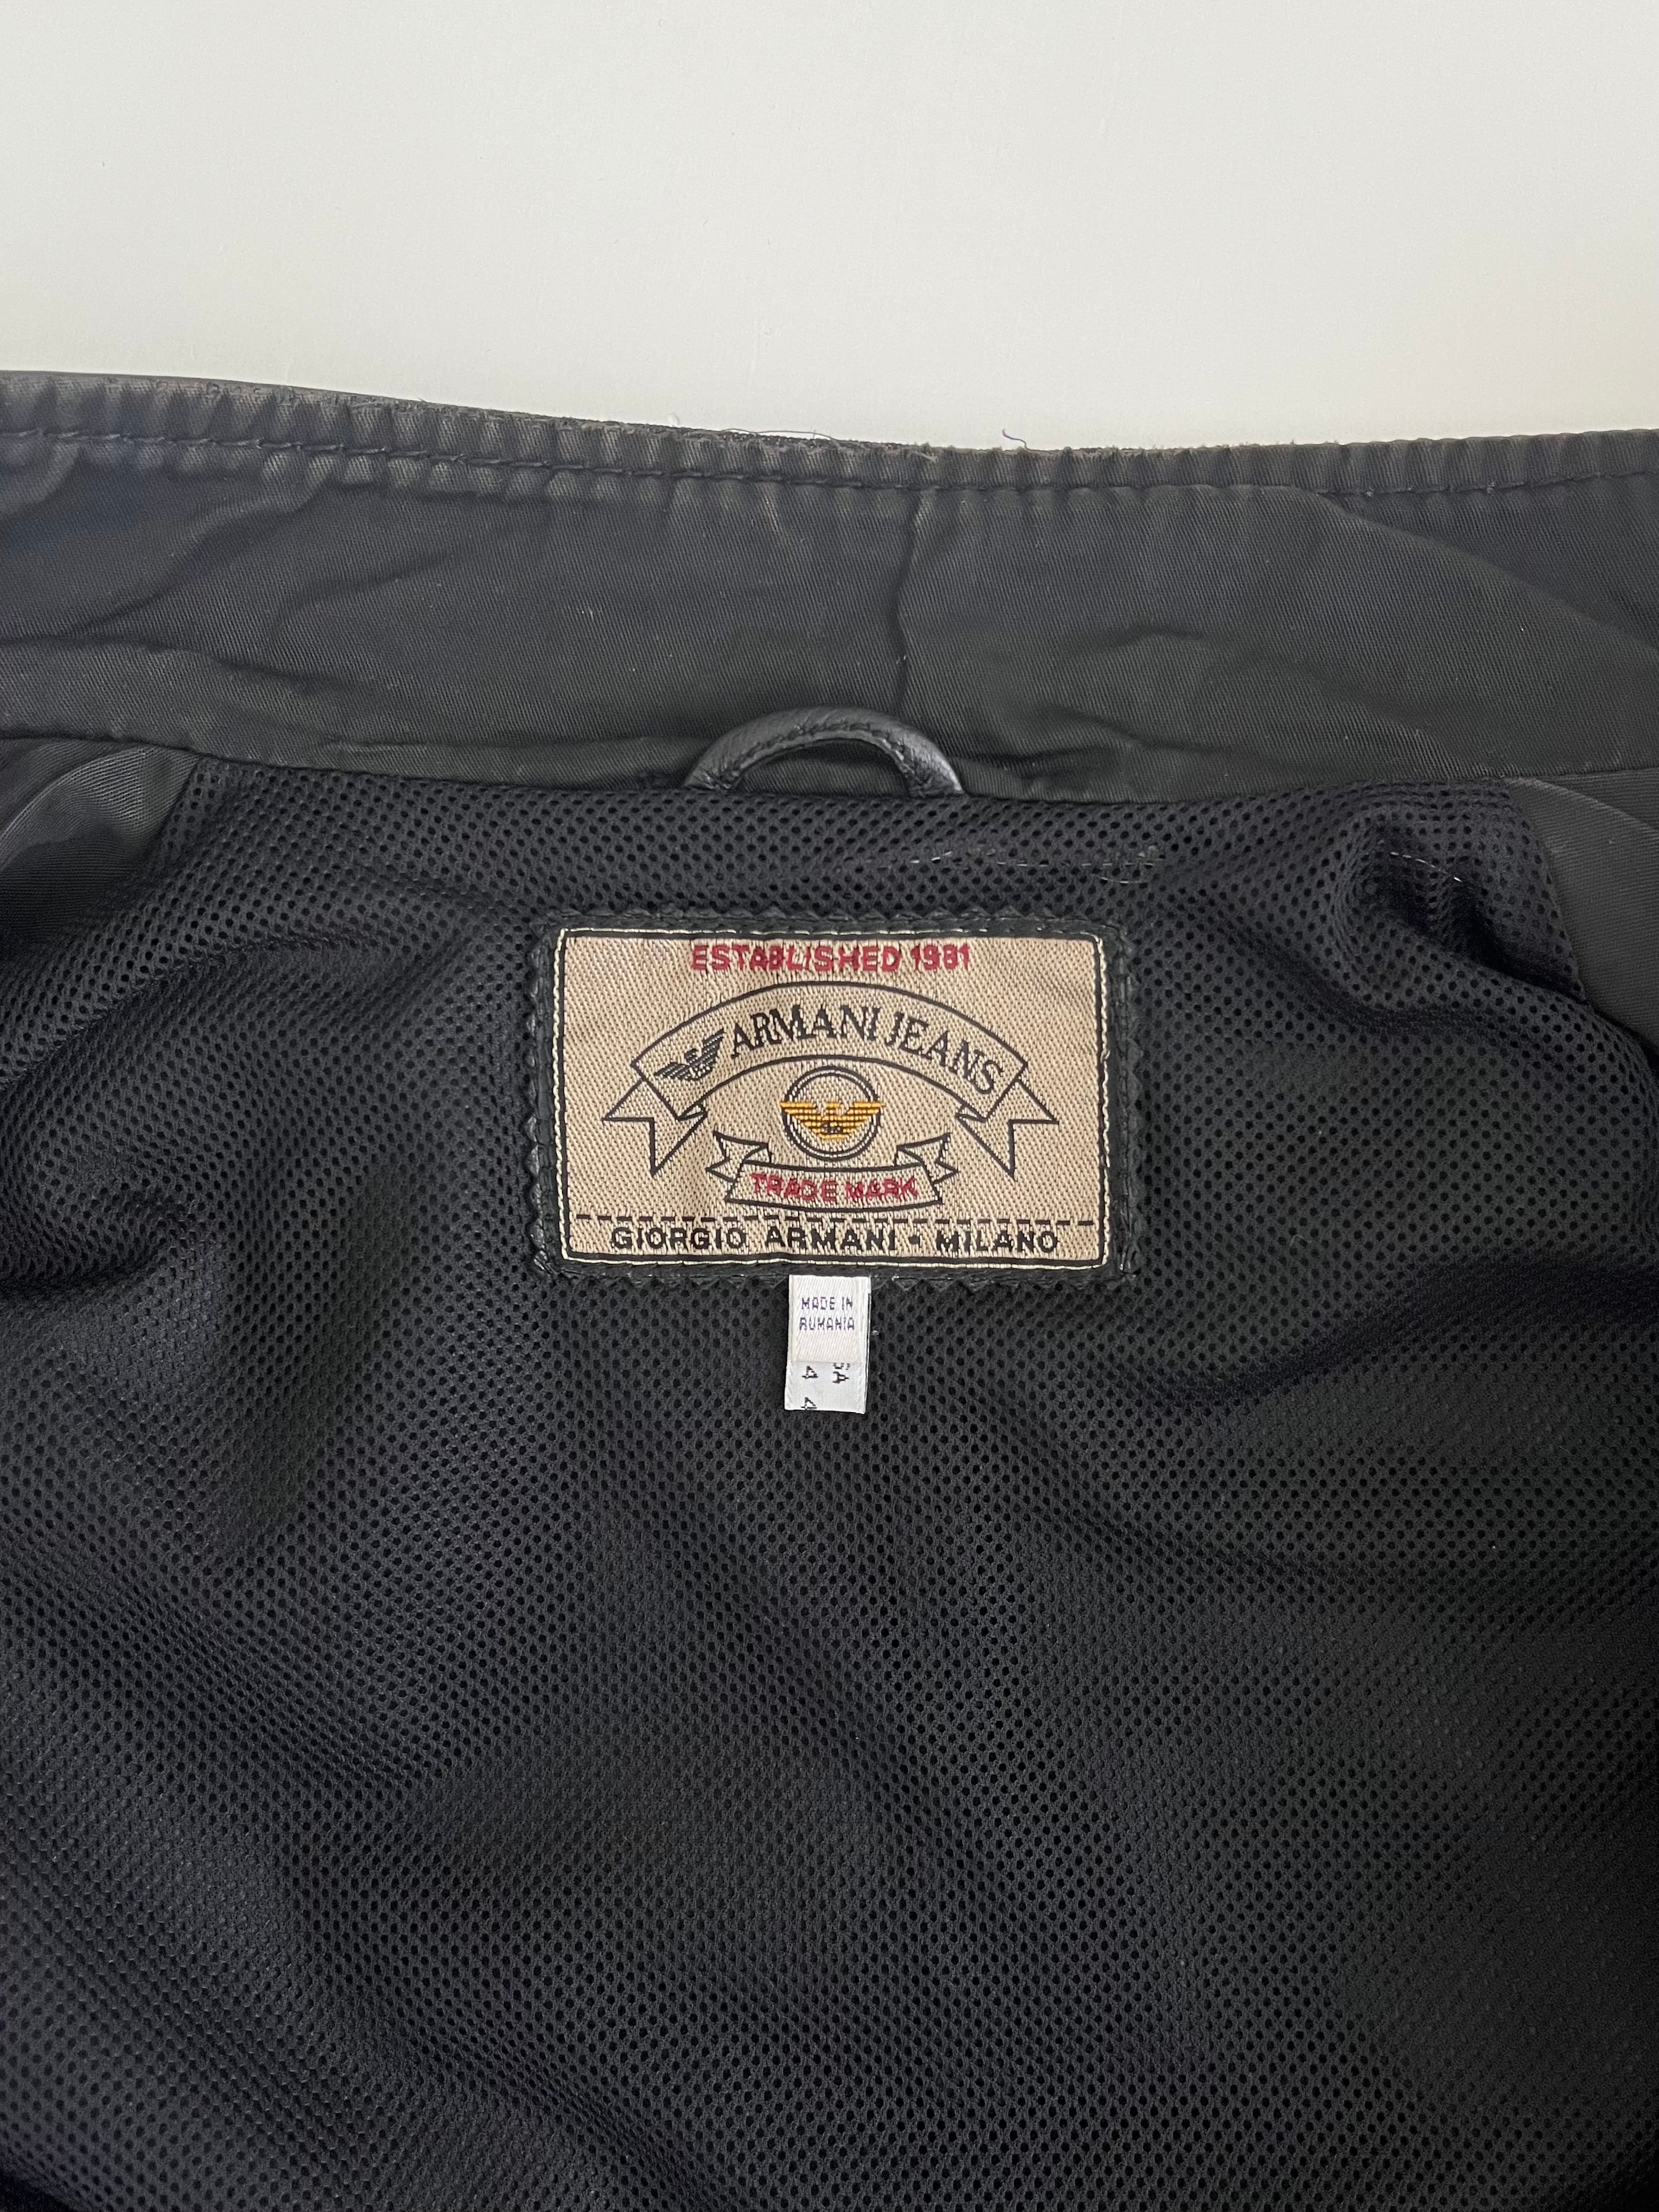 ESTABLISHED 1981
ARMANI JEANS
TRADE MARK
GIORGIO ARMANI • MILANO
MADE IN
RUMANIA